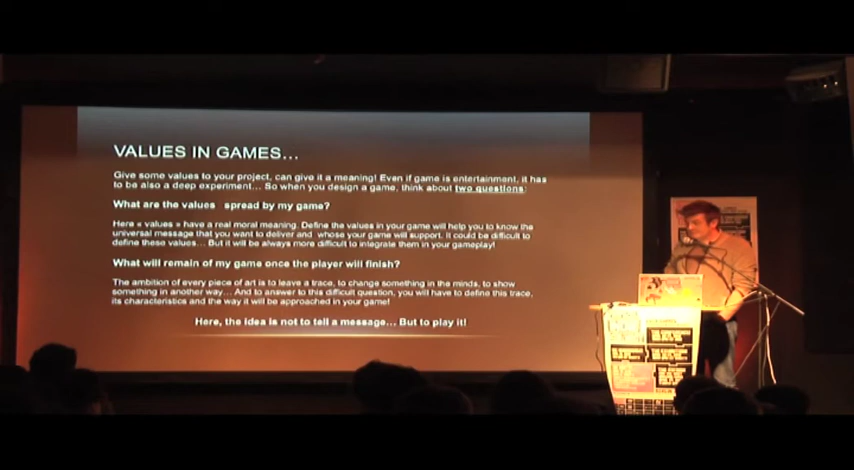 VALUES IN GAMES...
Give some values to your project, can give it a meaning! Even if game is entertainment, it has
to be also a deep experiment... So when you design a game, think about two questions:
What are the values spread by my game?
Here « values » have a real moral meaning. Define the values in your game will help you to know the
universal message that you want to deliver and whose your game will support. It could be difficult to
define these values... But it will be always more difficult to integrate them in your gameplay!
What will remain of my game once the player will finish?
The ambition of every piece of art is to leave a trace, to change something in the minds, to show
something in another way... And to answer to this difficult question, you will have to define this trace,
its characteristics and the way it will be approached in your game!
Here, the idea is not to tell a message... But to play it!